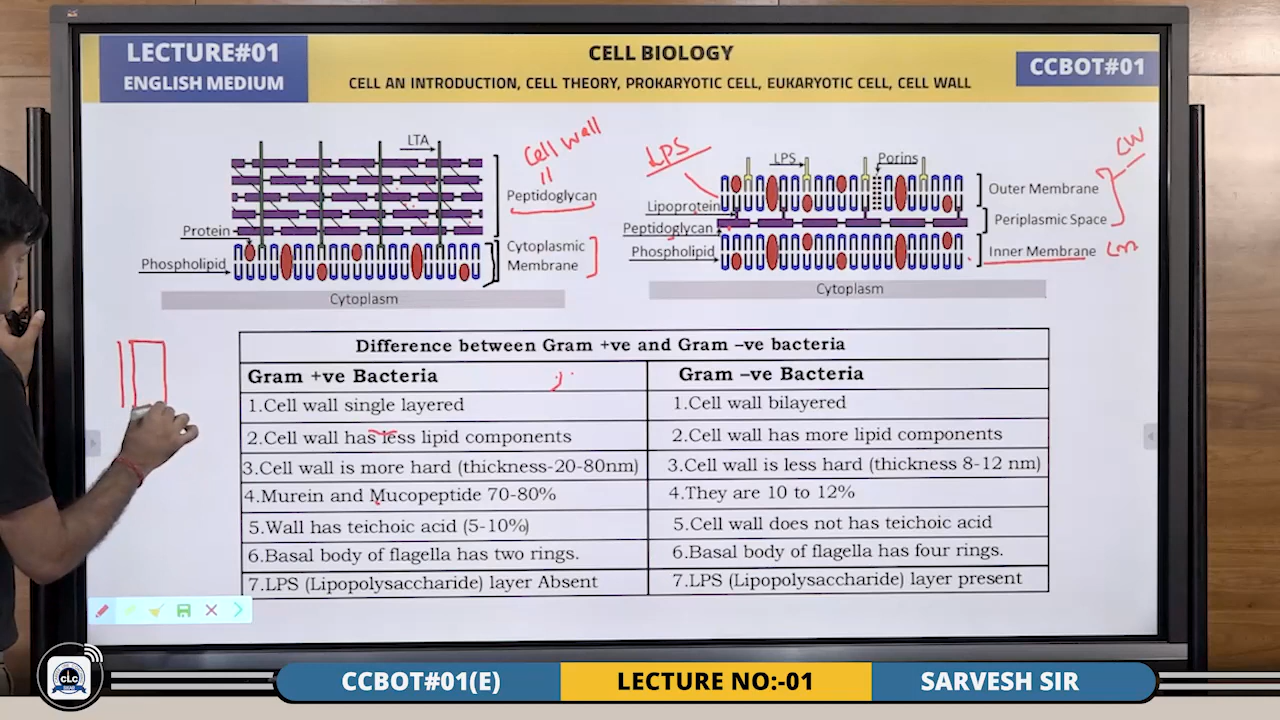 LECTURE#01
ENGLISH MEDIUM
CELL BIOLOGY
CELL AN INTRODUCTION, CELL THEORY, PROKARYOTIC CELL, EUKARYOTIC CELL, CELL WALL
CCBOT#01
LTA
Cell Wall
Peptidoglycan
Protein
Cytoplasmic
Membrane
Phospholipid
Cytoplasm
LPS
LPS
Porins
CW
Outer Membrane
Lipoprotein
Periplasmic Space
Peptidoglycan
Phospholipid
Inner Membrane
Cm
Cytoplasm
Difference between Gram +ve and Gram –ve bacteria
Gram +ve Bacteria
Gram –ve Bacteria
1.Cell wall single layered
1.Cell wall bilayered
2.Cell wall has less lipid components
2.Cell wall has more lipid components
3.Cell wall is more hard (thickness-20-80nm)
3.Cell wall is less hard (thickness 8-12 nm)
4.Murein and Mucopeptide 70-80%
4.They are 10 to 12%
5.Wall has teichoic acid (5-10%)
5.Cell wall does not has teichoic acid
6.Basal body of flagella has two rings.
6.Basal body of flagella has four rings.
7.LPS (Lipopolysaccharide) layer Absent
7.LPS (Lipopolysaccharide) layer present
CLC
CCBOT#01(E)
LECTURE NO:-01
SARVESH SIR